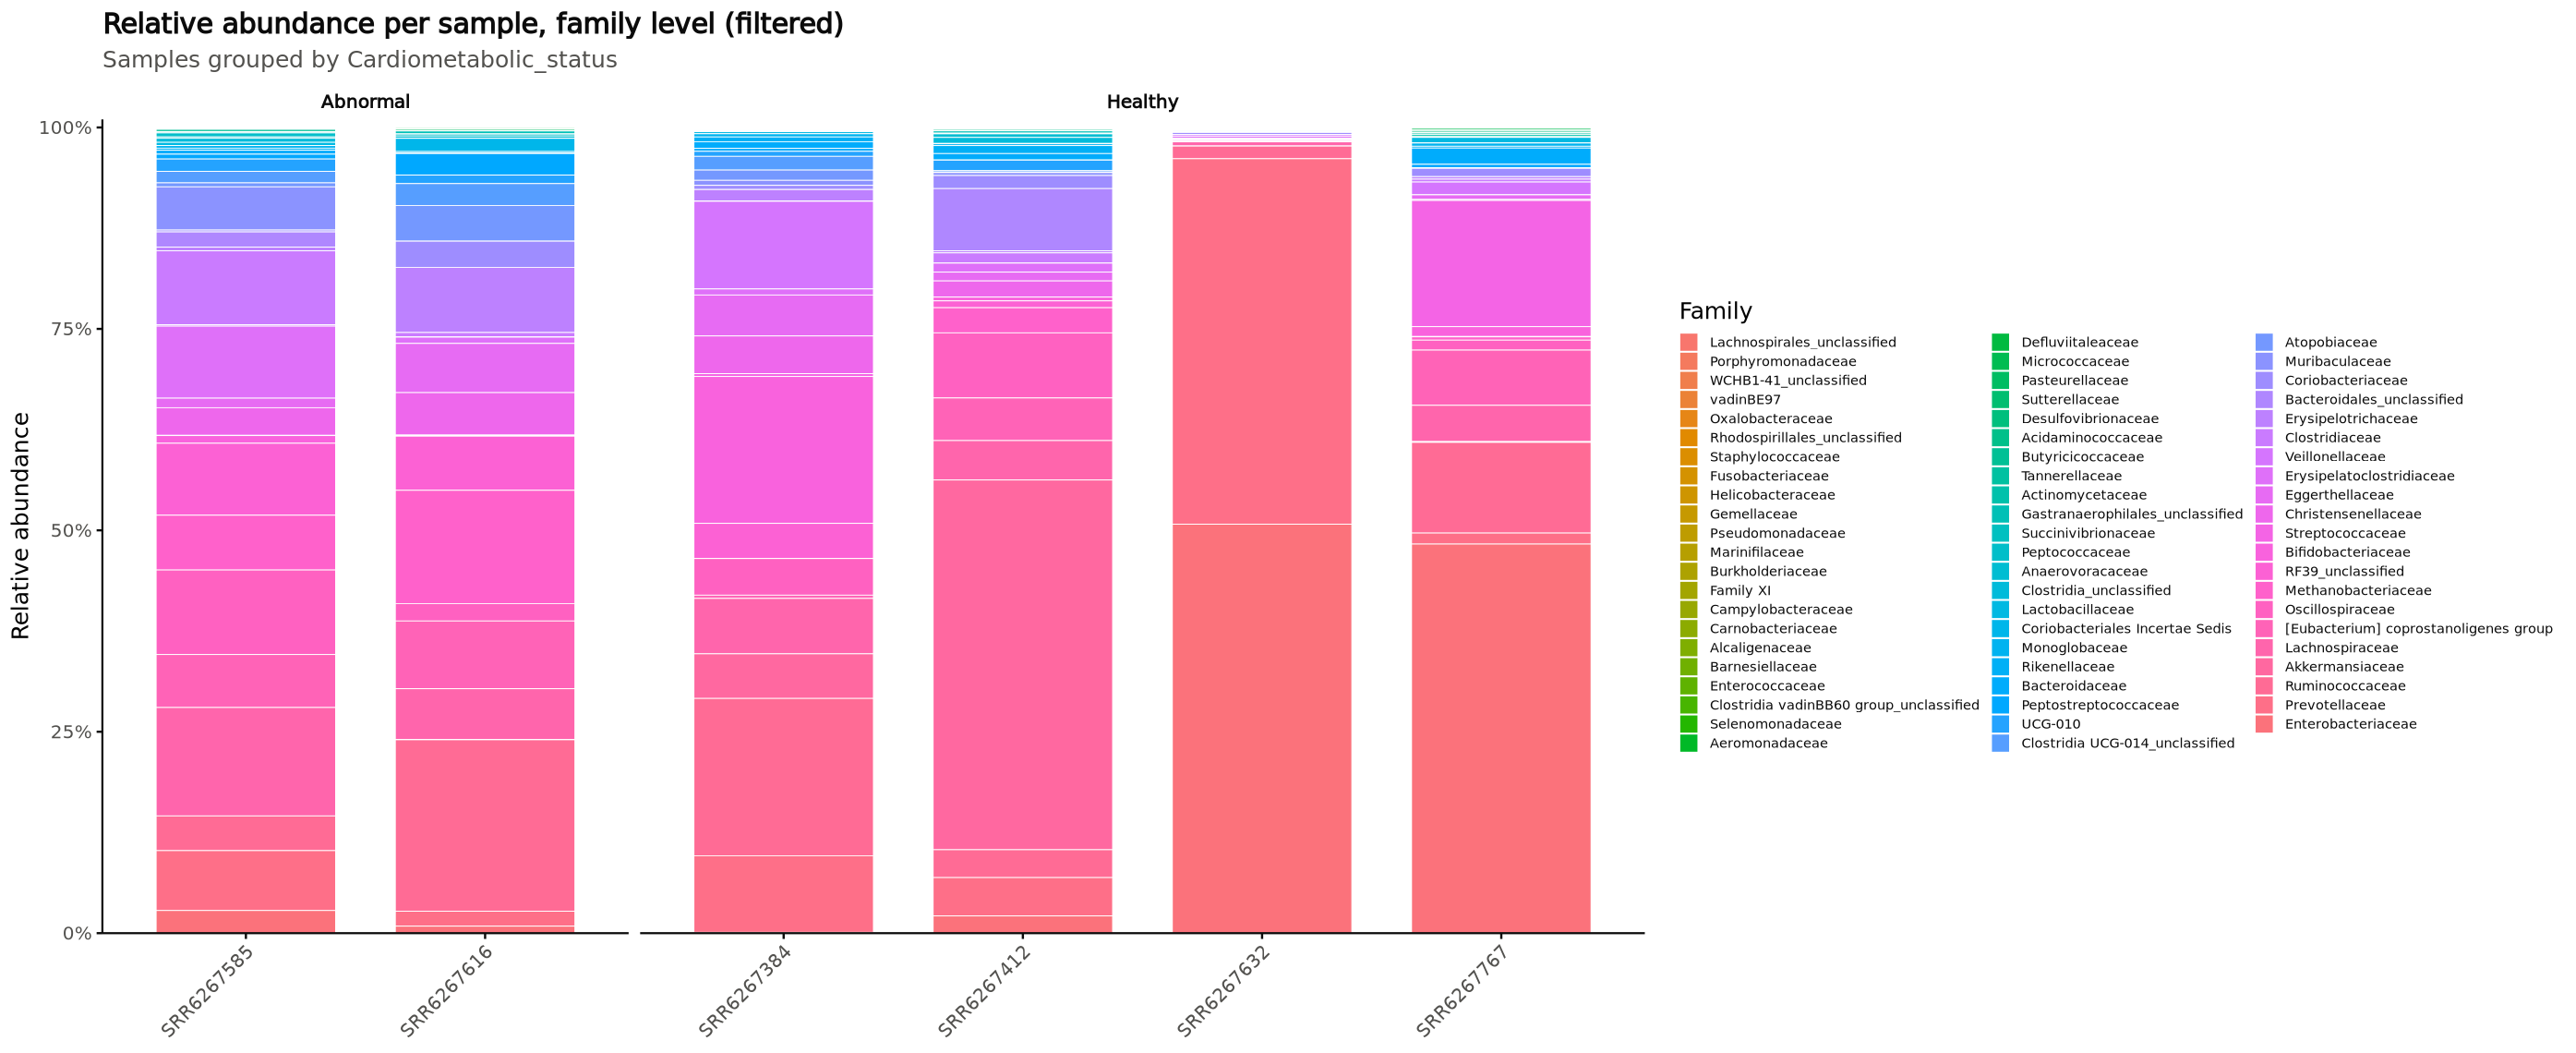 Relative abundance per sample, family level (filtered)
Samples grouped by Cardiometabolic_status
Abnormal
Healthy
Relative abundance
100%
75%
50%
25%
0%
SRR6267585
SRR6267616
SRR6267384
SRR6267412
SRR6267632
SRR6267767
Family
Lachnospirales_unclassified
Porphyromonadaceae
WCHB1-41_unclassified
vadinBE97
Oxalobacteraceae
Rhodospirillales_unclassified
Staphylococcaceae
Fusobacteriaceae
Helicobacteraceae
Gemellaceae
Pseudomonadaceae
Marinifilaceae
Burkholderiaceae
Family XI
Campylobacteraceae
Carnobacteriaceae
Alcaligenaceae
Barnesiellaceae
Enterococcaceae
Clostridia vadinBB60 group_unclassified
Selenomonadaceae
Aeromonadaceae
Defluviitaleaceae
Micrococcaceae
Pasteurellaceae
Sutterellaceae
Desulfovibrionaceae
Acidaminococcaceae
Butyricicoccaceae
Tannerellaceae
Actinomycetaceae
Gastranaerophilales_unclassified
Succinivibrionaceae
Peptococcaceae
Anaerovoracaceae
Clostridia_unclassified
Lactobacillaceae
Coriobacteriales Incertae Sedis
Monoglobaceae
Rikenellaceae
Bacteroidaceae
Peptostreptococcaceae
UCG-010
Clostridia UCG-014_unclassified
Atopobiaceae
Muribaculaceae
Coriobacteriaceae
Bacteroidales_unclassified
Erysipelotrichaceae
Clostridiaceae
Veillonellaceae
Erysipelatoclostridiaceae
Eggerthellaceae
Christensenellaceae
Streptococcaceae
Bifidobacteriaceae
RF39_unclassified
Methanobacteriaceae
Oscillospiraceae
[Eubacterium] coprostanoligenes group
Lachnospiraceae
Akkermansiaceae
Ruminococcaceae
Prevotellaceae
Enterobacteriaceae